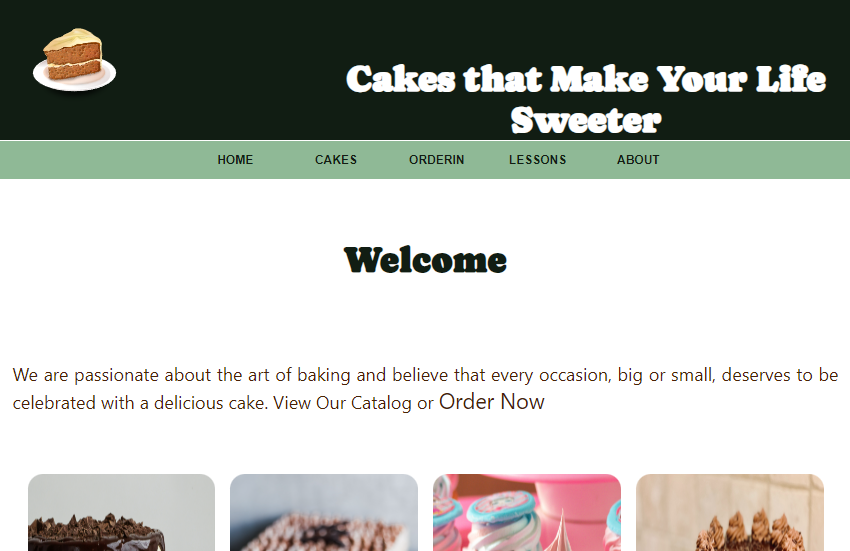 Cakes that Make Your Life
Sweeter
HOME CAKES ORDERIN LESSONS ABOUT
Welcome
We are passionate about the art of baking and believe that every occasion, big or small, deserves to be
celebrated with a delicious cake. View Our Catalog or Order Now